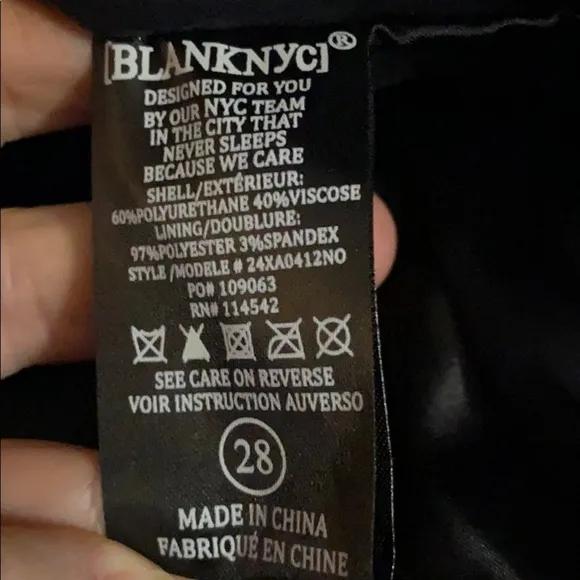 [BLANKNYC]®
DESIGNED FOR YOU
BY OUR NYC TEAM
IN THE CITY THAT
NEVER SLEEPS
BECAUSE WE CARE
SHELL/EXTÉRIEUR:
60%POLYURETHANE 40%VISCOSE
LINING/DOUBLURE:
97%POLYESTER 3%SPANDEX
STYLE/MODELE # 24XA0412NO
PO# 109063
RN# 114542
SEE CARE ON REVERSE
VOIR INSTRUCTION AUVERSO
28
MADE IN CHINA
FABRIQUÉ EN CHINE